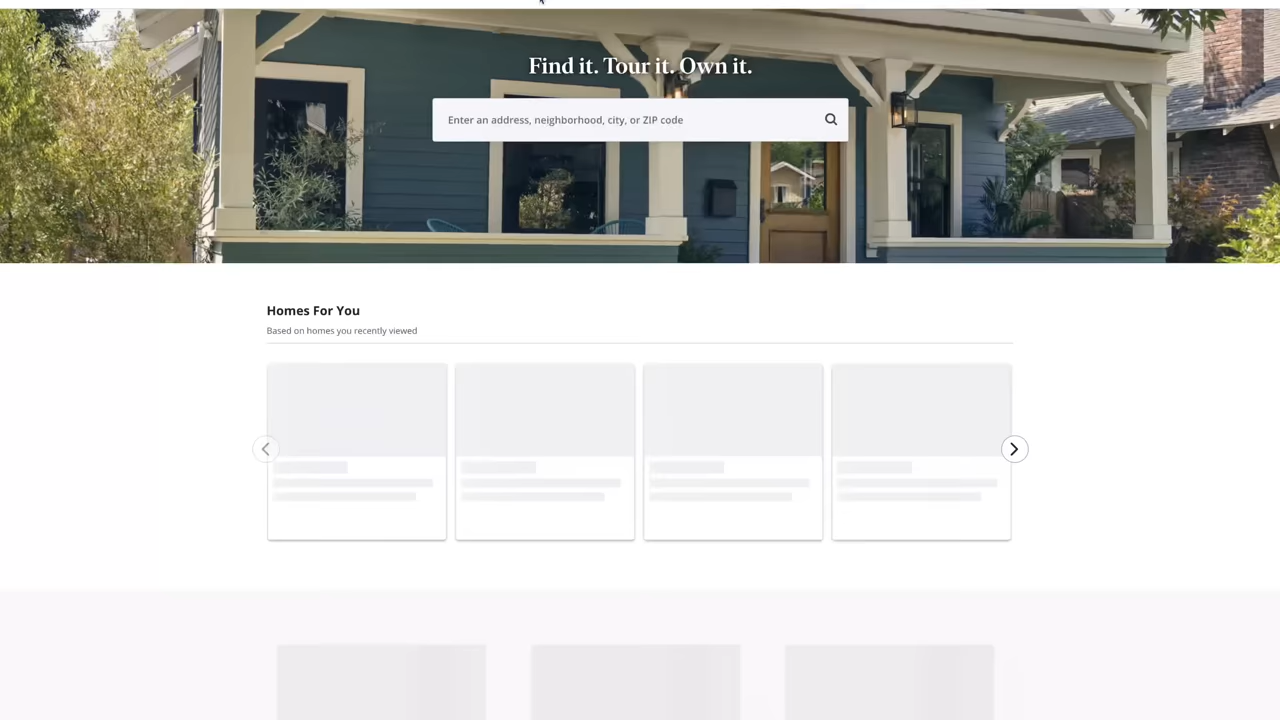 Find it. Tour it. Own it.
Enter an address, neighborhood, city, or ZIP code
Homes For You
Based on homes you recently viewed